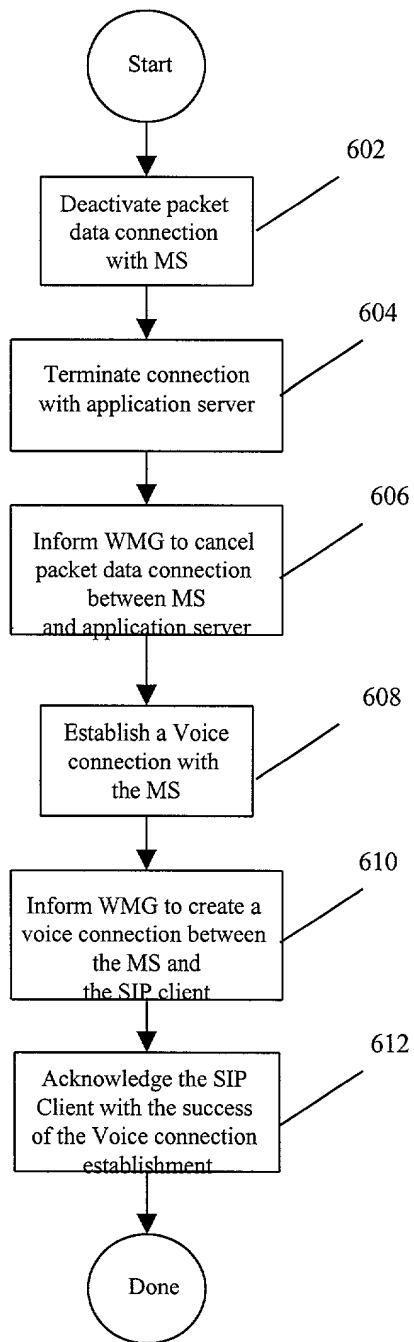 Start
602
Deactivate packet
data connection
with MS
604
Terminate connection
with application server
606
Inform WMG to cancel
packet data connection
between MS
and application server
608
Establish a Voice
connection with
the MS
610
Inform WMG to create a
voice connection between
the MS and
the SIP client
612
Acknowledge the SIP
Client with the success
of the Voice connection
establishment
Done